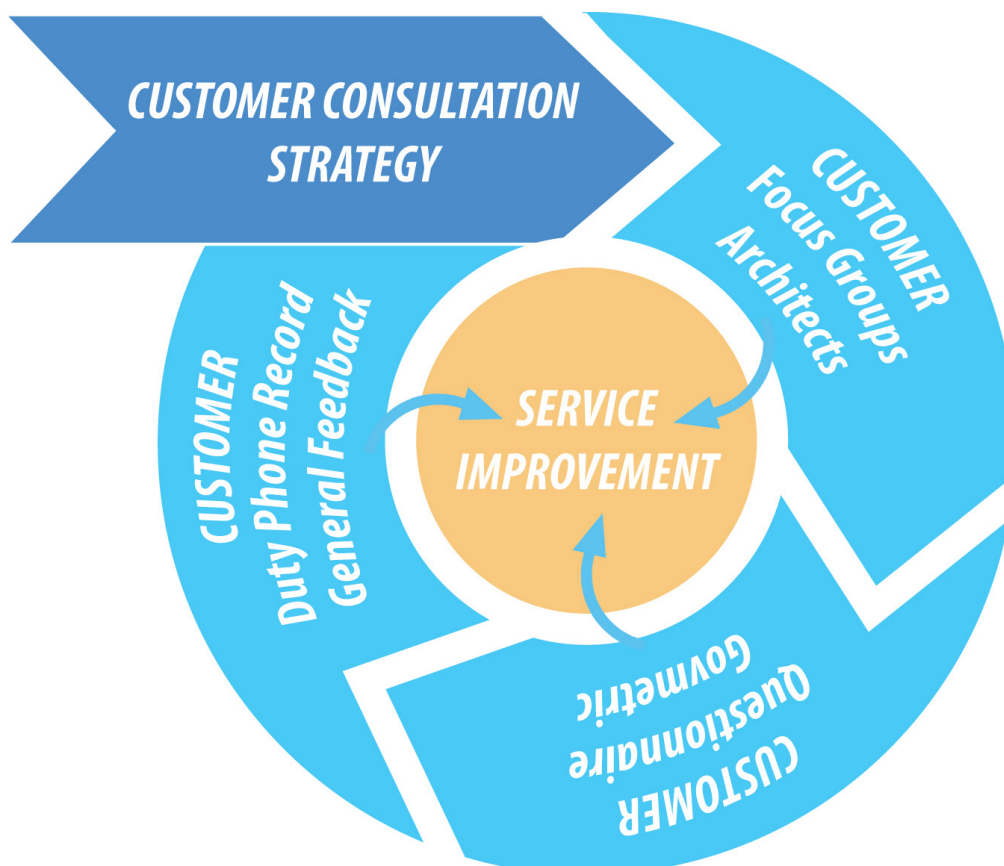 CUSTOMER CONSULTATION
STRATEGY
CUSTOMER
Focus Groups
Architects
CUSTOMER
Questionnaire
Govmetric
CUSTOMER
Duty Phone Record
General Feedback
SERVICE
IMPROVEMENT